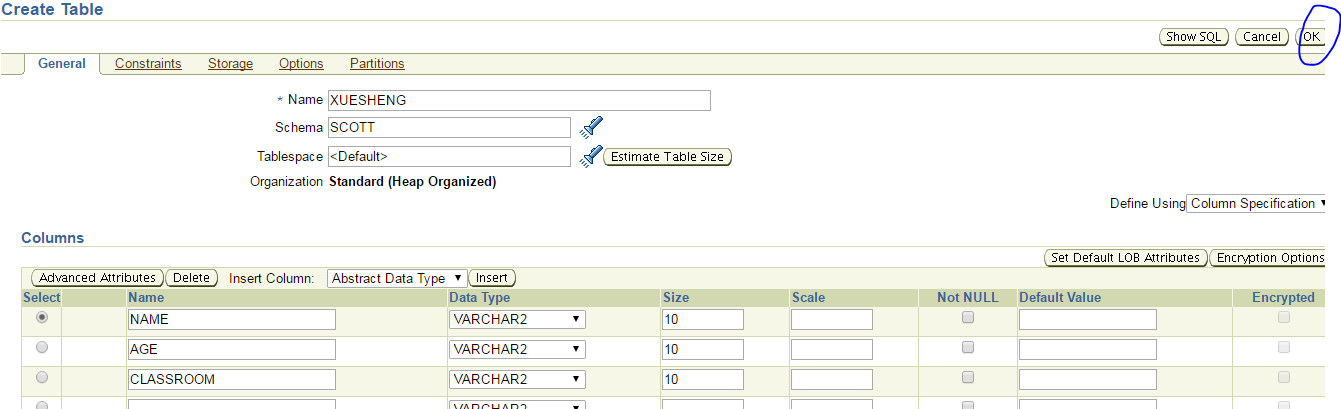 Create Table
Show SQL Cancel OK
General Constraints Storage Options Partitions
* Name XUESHENG
Schema SCOTT
Tablespace <Default> Estimate Table Size
Organization Standard (Heap Organized)
Define Using Column Specification
Columns
Set Default LOB Attributes Encryption Options
Advanced Attributes Delete Insert Column: Abstract Data Type Insert
Select Name Data Type Size Scale Not NULL Default Value Encrypted
NAME VARCHAR2 10
AGE VARCHAR2 10
CLASSROOM VARCHAR2 10
VARCHAR2